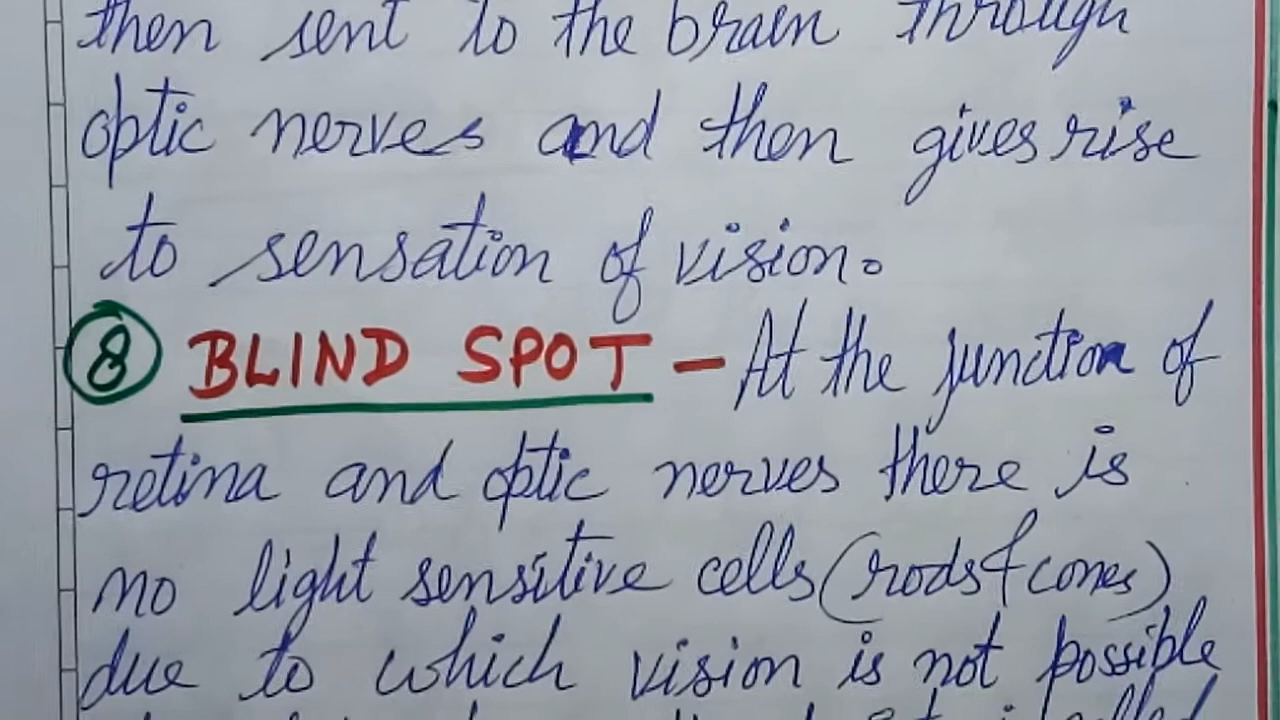 then sent to the brain through
optic nerves and then gives rise
to sensation of vision.
8 BLIND SPOT - At the junction of
retina and optic nerves there is
no light sensitive cells (rods & cones)
due to which vision is not possible
called